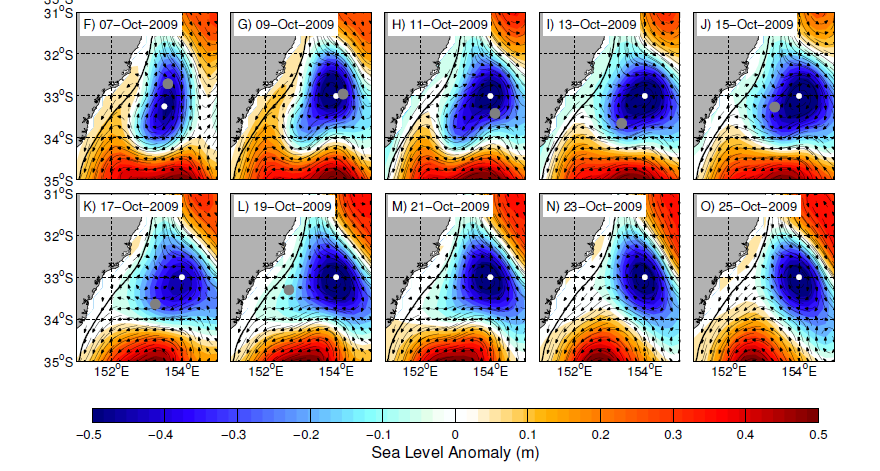 35°S
31°S F) 07−Oct−2009 G) 09−Oct−2009 H) 11−Oct−2009 I) 13−Oct−2009 J) 15−Oct−2009
32°S
33°S
34°S
35°S
31°S K) 17−Oct−2009 L) 19−Oct−2009 M) 21−Oct−2009 N) 23−Oct−2009 O) 25−Oct−2009
32°S
33°S
34°S
35°S
152°E 154°E 152°E 154°E 152°E 154°E 152°E 154°E 152°E 154°E
−0.5 −0.4 −0.3 −0.2 −0.1 0 0.1 0.2 0.3 0.4 0.5
Sea Level Anomaly (m)